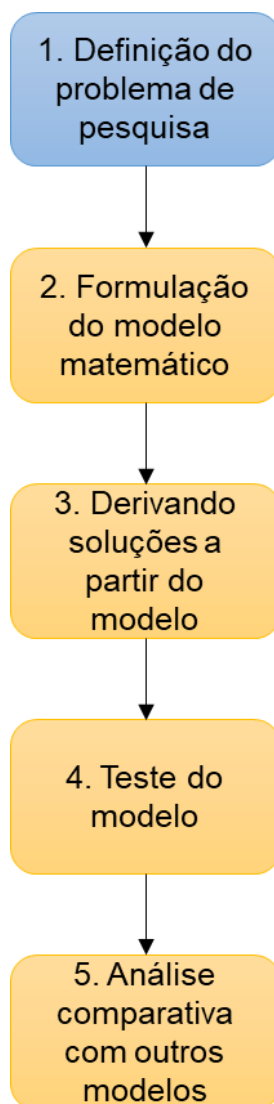 1. Definição do
problema de
pesquisa
2. Formulação
do modelo
matemático
3. Derivando
soluções a
partir do
modelo
4. Teste do
modelo
5. Análise
comparativa
com outros
modelos